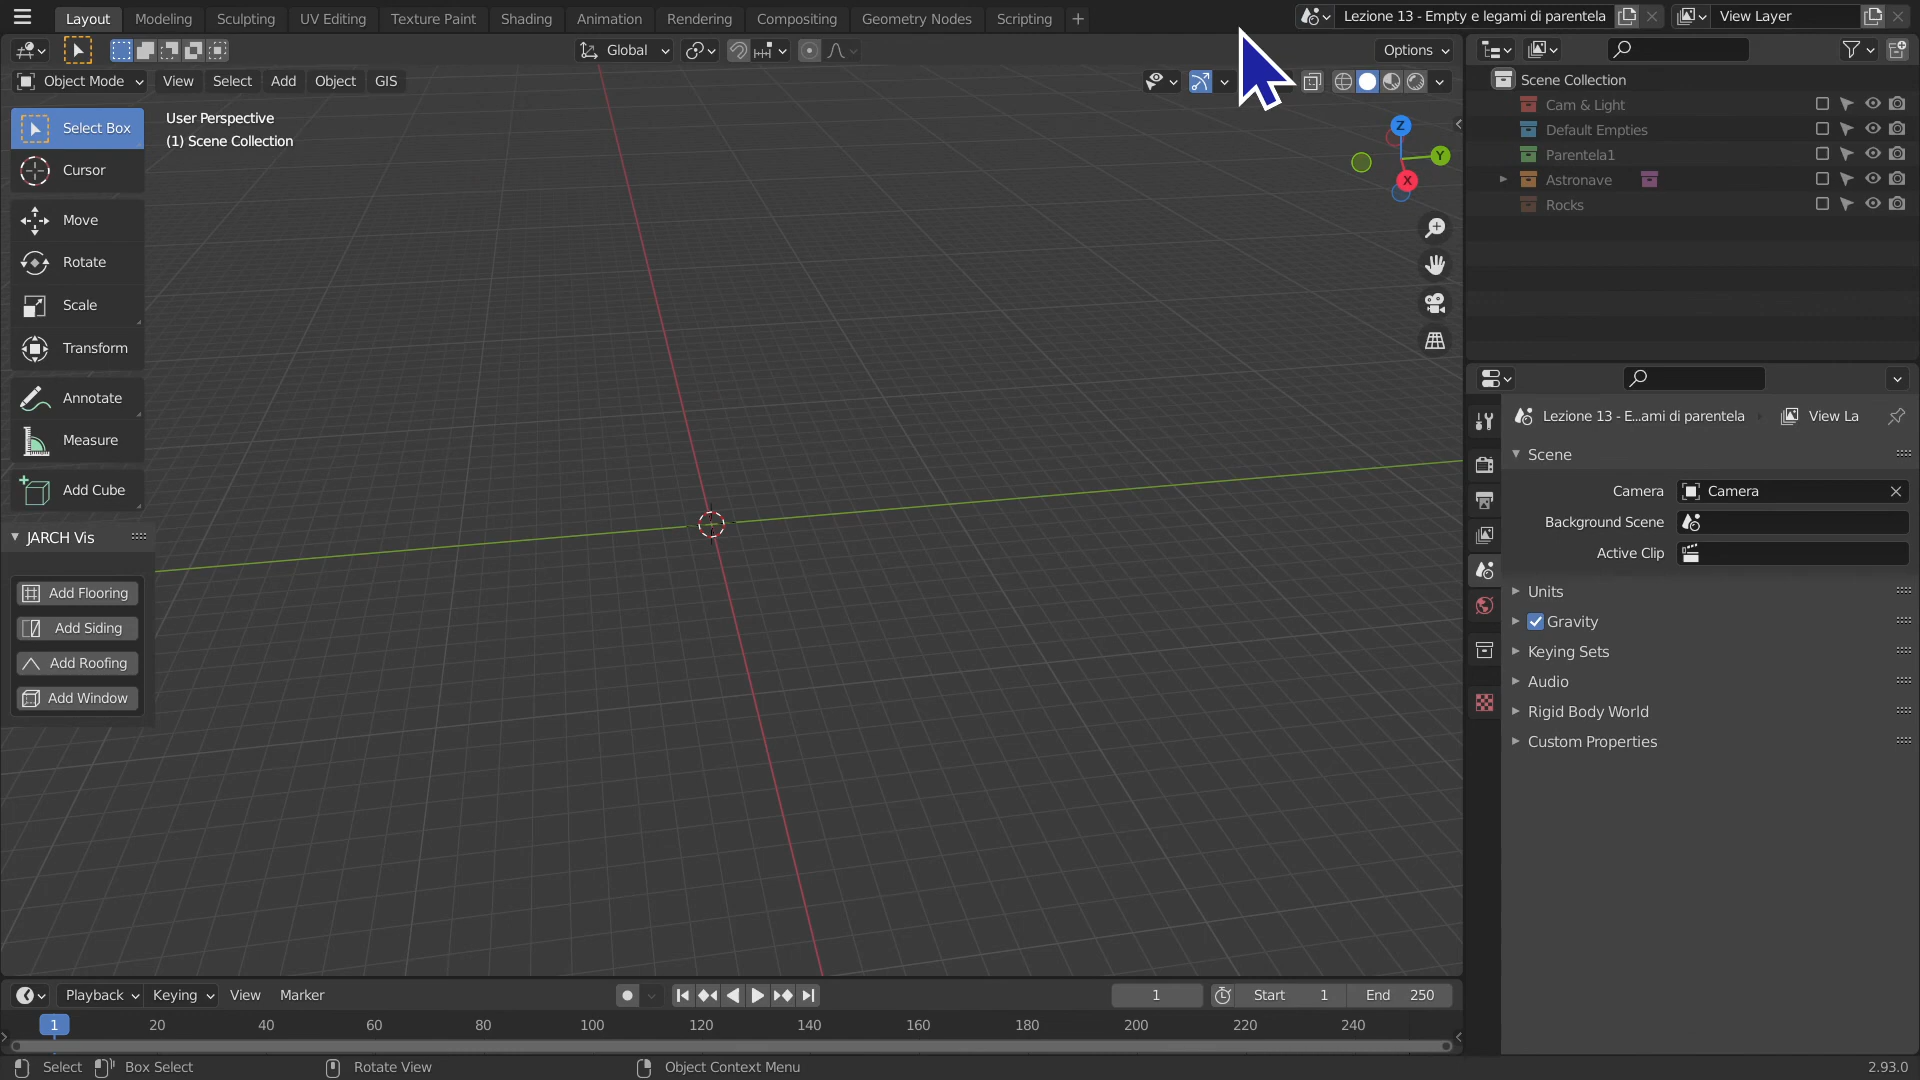 Layout Modeling Sculpting UV Editing Texture Paint Shading Animation Rendering Compositing Geometry Nodes Scripting +
Lezione 13 - Empty e legami di parentela
View Layer
Global
Options
Object Mode View Select Add Object GIS
User Perspective
(1) Scene Collection
Select Box
Cursor
Move
Rotate
Scale
Transform
Annotate
Measure
Add Cube
JARCH Vis
Add Flooring
Add Siding
Add Roofing
Add Window
Z
Y
X
Scene Collection
Cam & Light
Default Empties
Parentela1
Astronave
Rocks
Lezione 13 - E...ami di parentela
View La
Scene
Camera Camera
Background Scene
Active Clip
Units
Gravity
Keying Sets
Audio
Rigid Body World
Custom Properties
Playback Keying View Marker
1
Start 1
End 250
1 20 40 60 80 100 120 140 160 180 200 220 240
Select Box Select Rotate View Object Context Menu
2.93.0